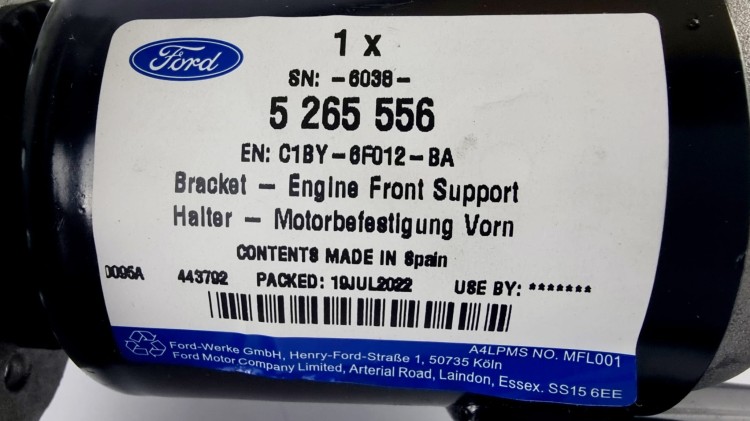 Ford
1 x
SN: -6038-
5 265 556
EN: C1BY-6F012-BA
Bracket - Engine Front Support
Halter - Motorbefestigung Vorn
CONTENTS MADE IN Spain
0095A 443792 PACKED: 19JUL2022 USE BY: *******
A4LPMS NO. MFL001
Ford-Werke GmbH, Henry-Ford-Straße 1, 50735 Köln
Ford Motor Company Limited, Arterial Road, Laindon, Essex. SS15 6EE